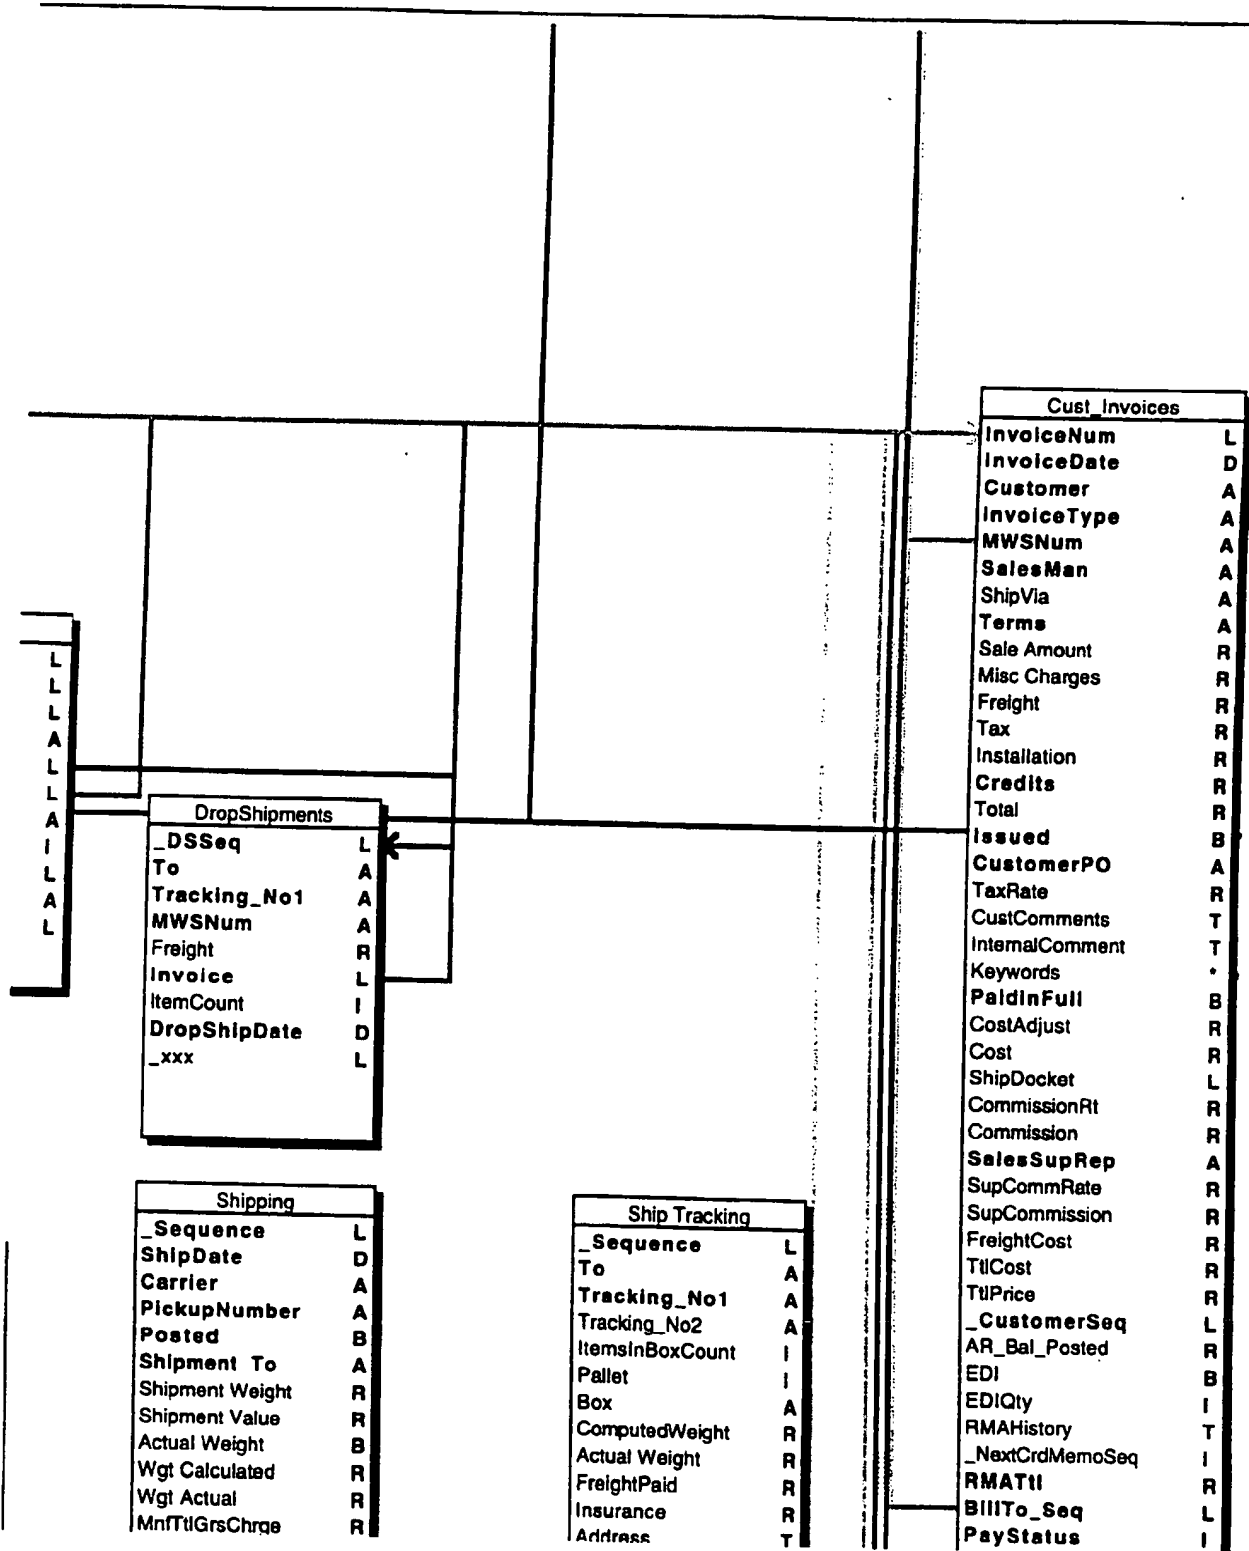 L
L
L
A
L
L
A
I
L
A
L
DropShipments
_DSSeq L
To A
Tracking_No1 A
MWSNum A
Freight R
Invoice L
ItemCount I
DropShipDate D
_xxx L
Shipping
_Sequence L
ShipDate D
Carrier A
PickupNumber A
Posted B
Shipment To A
Shipment Weight R
Shipment Value R
Actual Weight B
Wgt Calculated R
Wgt Actual R
MnfTtlGrsChrge R
Ship Tracking
_Sequence L
To A
Tracking_No1 A
Tracking_No2 A
ItemsInBoxCount I
Pallet I
Box A
ComputedWeight R
Actual Weight R
FreightPaid R
Insurance R
Address T
Cust_Invoices
InvoiceNum L
InvoiceDate D
Customer A
InvoiceType A
MWSNum A
SalesMan A
ShipVia A
Terms A
Sale Amount R
Misc Charges R
Freight R
Tax R
Installation R
Credits R
Total R
Issued B
CustomerPO A
TaxRate R
CustComments T
InternalComment T
Keywords *
PaidInFull B
CostAdjust R
Cost R
ShipDocket L
CommissionRt R
Commission R
SalesSupRep A
SupCommRate R
SupCommission R
FreightCost R
TtlCost R
TtlPrice R
_CustomerSeq L
AR_Bal_Posted R
EDI B
EDIQty I
RMAHistory T
_NextCrdMemoSeq I
RMATtl R
BillTo_Seq L
PayStatus I